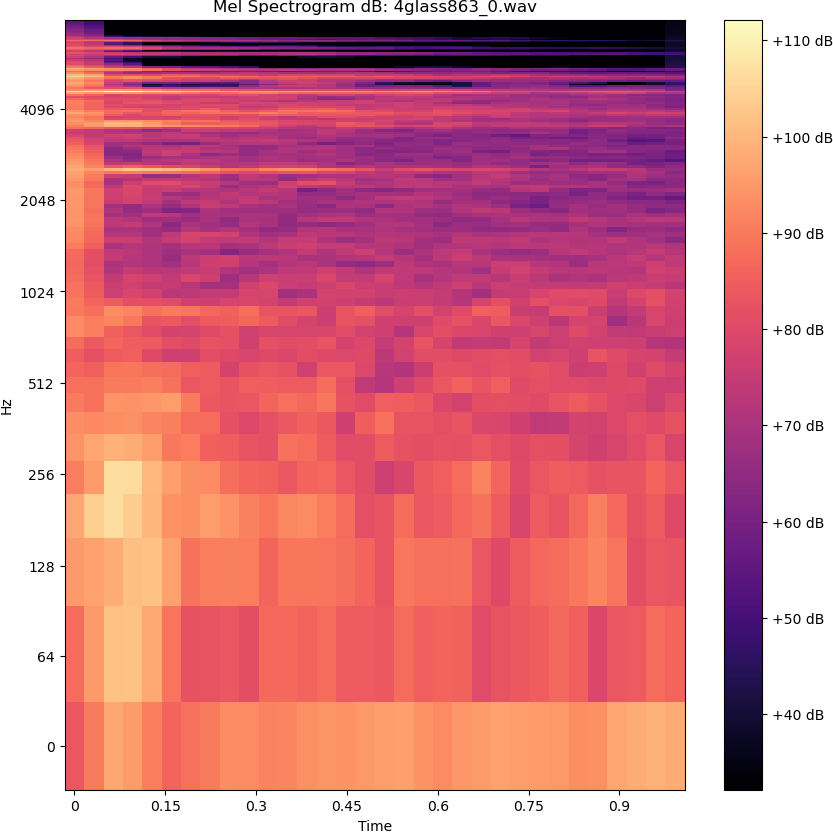 Mel Spectrogram dB: 4glass863_0.wav
Hz
4096
2048
1024
512
256
128
64
0
0 0.15 0.3 0.45 0.6 0.75 0.9
Time
+110 dB
+100 dB
+90 dB
+80 dB
+70 dB
+60 dB
+50 dB
+40 dB